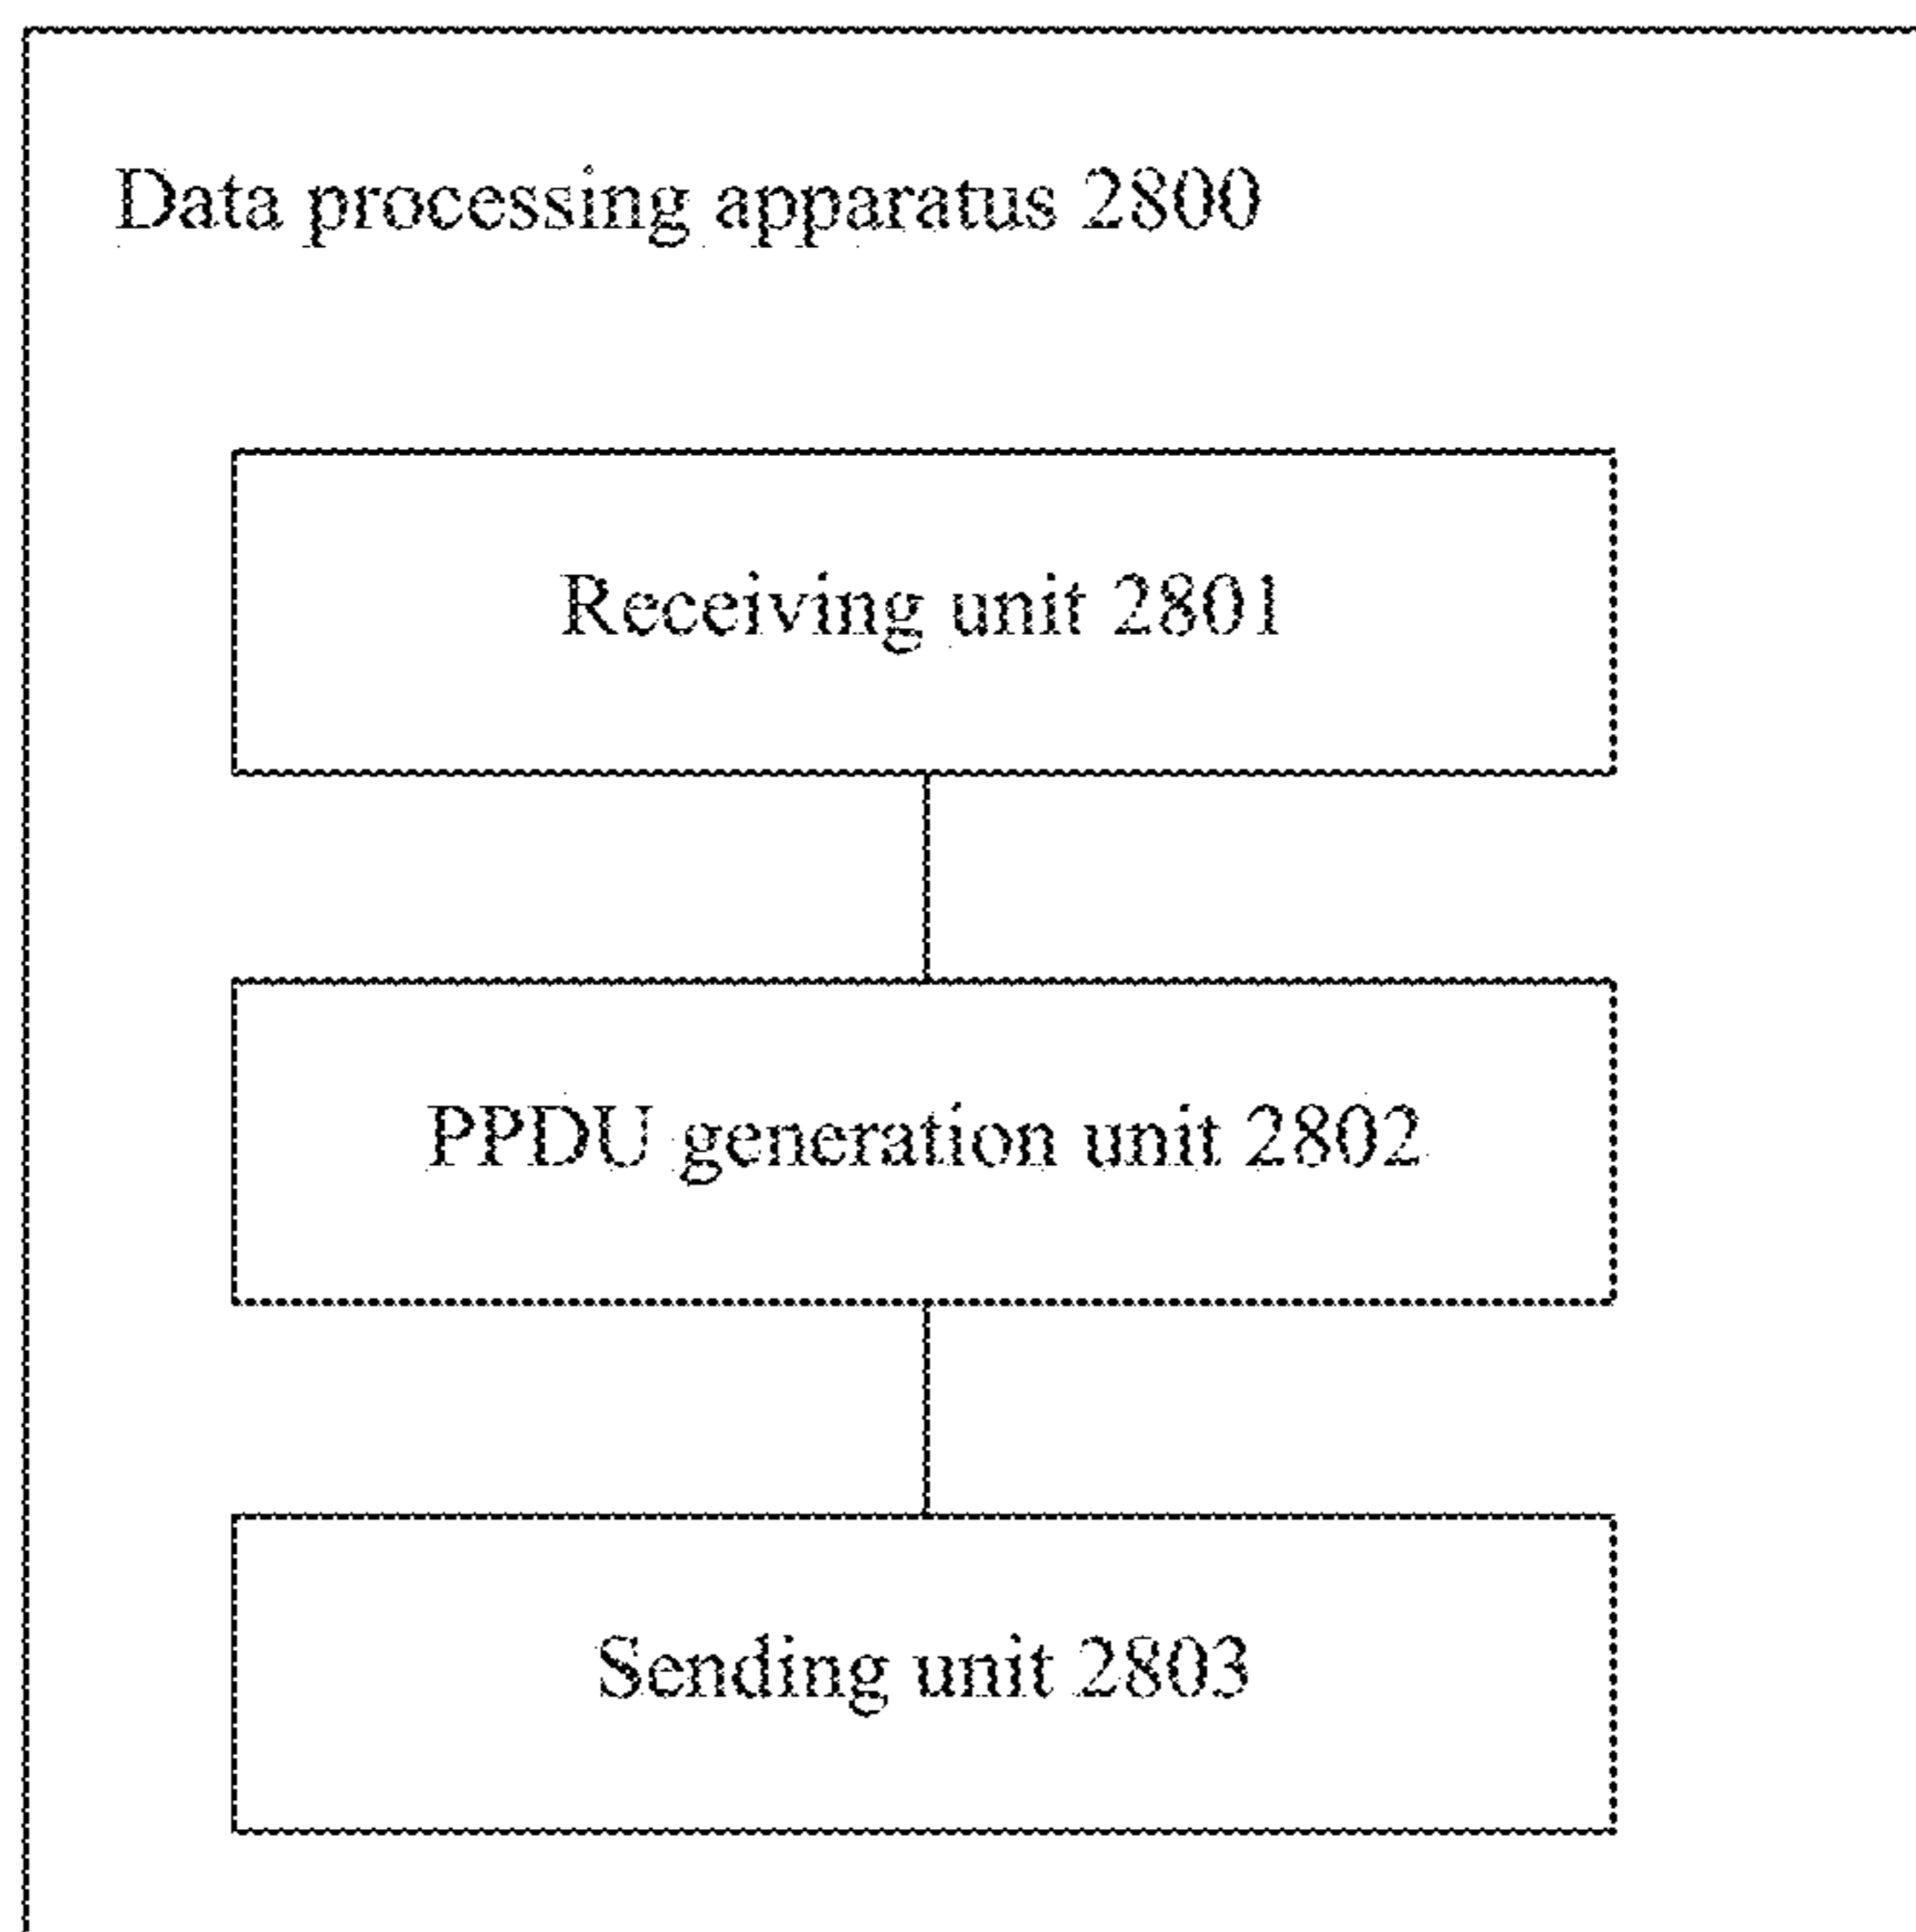 Data processing apparatus 2800
Receiving unit 2801
PPDU generation unit 2802
Sending unit 2803